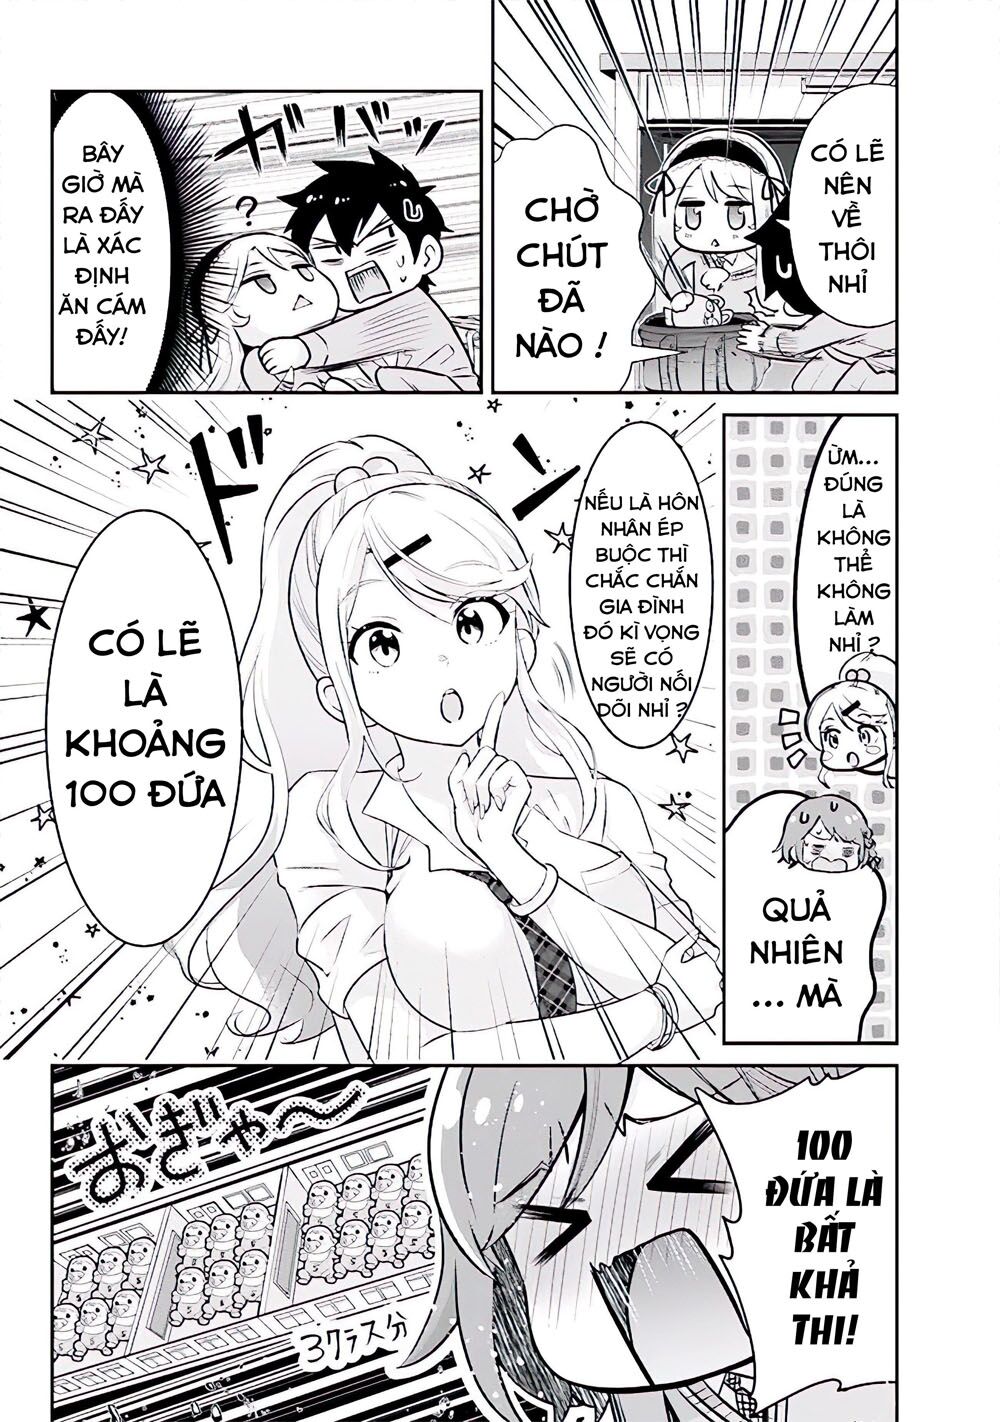 CÓ LẼ
NÊN
VỀ
THÔI
NHỈ
CHỜ
CHÚT
ĐÃ
NÀO !
ガバッ
BÂY
GIỜ MÀ
RA ĐẤY
LÀ XÁC
ĐỊNH
ĂN CÁM
ĐẤY!
?
ỪM...
ĐÚNG
LÀ
KHÔNG
THỂ
KHÔNG
LÀM
NHỈ ?
QUẢ
NHIÊN
... MÀ
NẾU LÀ HÔN
NHÂN ÉP
BUỘC THÌ
CHẮC CHẮN
GIA ĐÌNH
ĐÓ KÌ VỌNG
SẼ CÓ
NGƯỜI NỐI
DÕI NHỈ ?
ドン
CÓ LẼ
LÀ
KHOẢNG
100 ĐỨA
100
ĐỨA LÀ
BẤT
KHẢ
THI!
おぎゃ〜
3クラス分